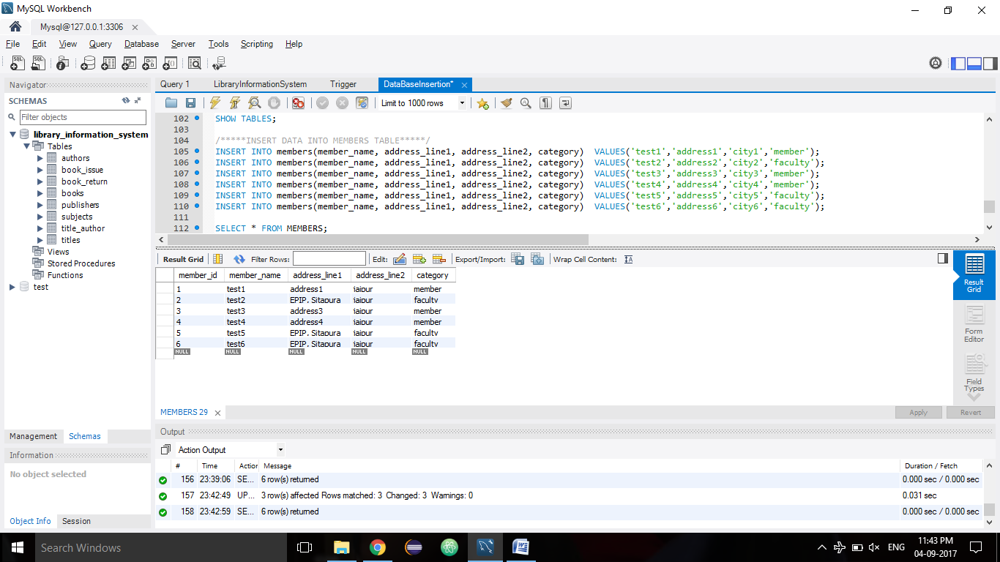 MySQL Workbench
Mysql@127.0.0.1:3306
File Edit View Query Database Server Tools Scripting Help
Navigator
SCHEMAS
Filter objects
library_information_system
Tables
authors
book_issue
book_return
books
publishers
subjects
title_author
titles
Views
Stored Procedures
Functions
test
Management Schemas
Information
No object selected
Object Info Session
Query 1 LibraryInformationSystem Trigger DataBaseInsertion*
Limit to 1000 rows
102 SHOW TABLES;
103
104 /*****INSERT DATA INTO MEMBERS TABLE*****/
105 INSERT INTO members(member_name, address_line1, address_line2, category) VALUES('test1','address1','city1','member');
106 INSERT INTO members(member_name, address_line1, address_line2, category) VALUES('test2','address2','city2','faculty');
107 INSERT INTO members(member_name, address_line1, address_line2, category) VALUES('test3','address3','city3','member');
108 INSERT INTO members(member_name, address_line1, address_line2, category) VALUES('test4','address4','city4','member');
109 INSERT INTO members(member_name, address_line1, address_line2, category) VALUES('test5','address5','city5','faculty');
110 INSERT INTO members(member_name, address_line1, address_line2, category) VALUES('test6','address6','city6','faculty');
111
112 SELECT * FROM MEMBERS;
Result Grid Filter Rows: Edit: Export/Import: Wrap Cell Content:
member_id member_name address_line1 address_line2 category
1 test1 address1 jaipur member
2 test2 EPIP, Sitapura jaipur faculty
3 test3 address3 jaipur member
4 test4 address4 jaipur member
5 test5 EPIP, Sitapura jaipur faculty
6 test6 EPIP, Sitapura jaipur faculty
NULL NULL NULL NULL NULL
Result
Grid
Form
Editor
Field
Types
MEMBERS 29
Apply Revert
Output
Action Output
# Time Action Message Duration / Fetch
156 23:39:06 SE... 6 row(s) returned 0.000 sec / 0.000 sec
157 23:42:49 UP... 3 row(s) affected Rows matched: 3 Changed: 3 Warnings: 0 0.031 sec
158 23:42:59 SE... 6 row(s) returned 0.000 sec / 0.000 sec
Search Windows
ENG
11:43 PM
04-09-2017